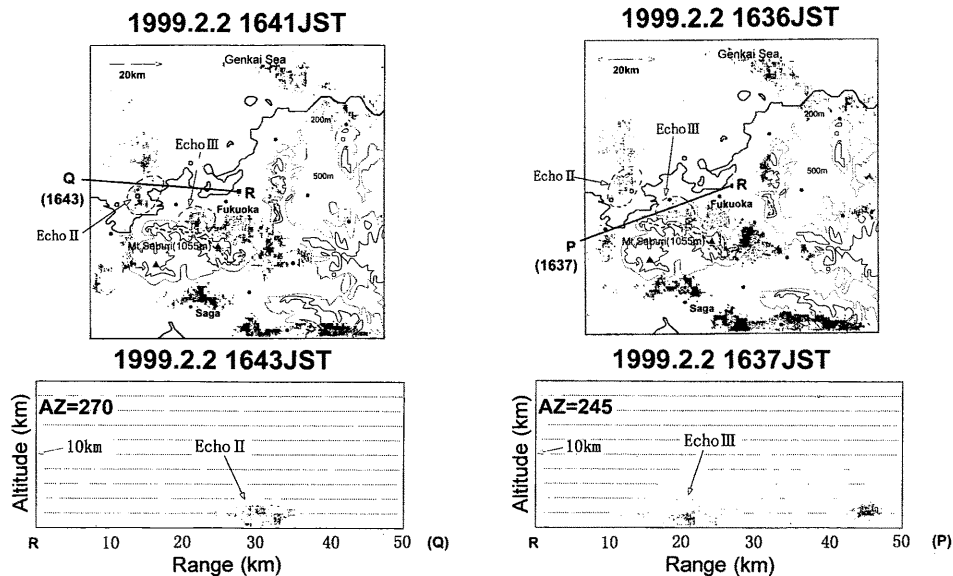 1999.2.2 1641JST
Genkai Sea
20km
200m
Echo III
500m
Q
R
(1643)
Fukuoka
Echo II
Mt.Sefuri(1055m)
Saga
1999.2.2 1636JST
Genkai Sea
20km
200m
Echo III
500m
Echo II
R
Fukuoka
P
Mt.Sefuri(1055m)
(1637)
Saga
1999.2.2 1643JST
AZ=270
Altitude (km)
10km
Echo II
R 10 20 30 40 50 (Q)
Range (km)
1999.2.2 1637JST
AZ=245
Altitude (km)
10km
Echo III
R 10 20 30 40 50 (P)
Range (km)